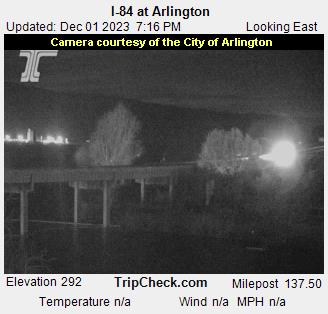 I-84 at Arlington
Updated: Dec 01 2023 7:16 PM Looking East
Camera courtesy of the City of Arlington
Elevation 292 TripCheck.com Milepost 137.50
Temperature n/a Wind n/a MPH n/a